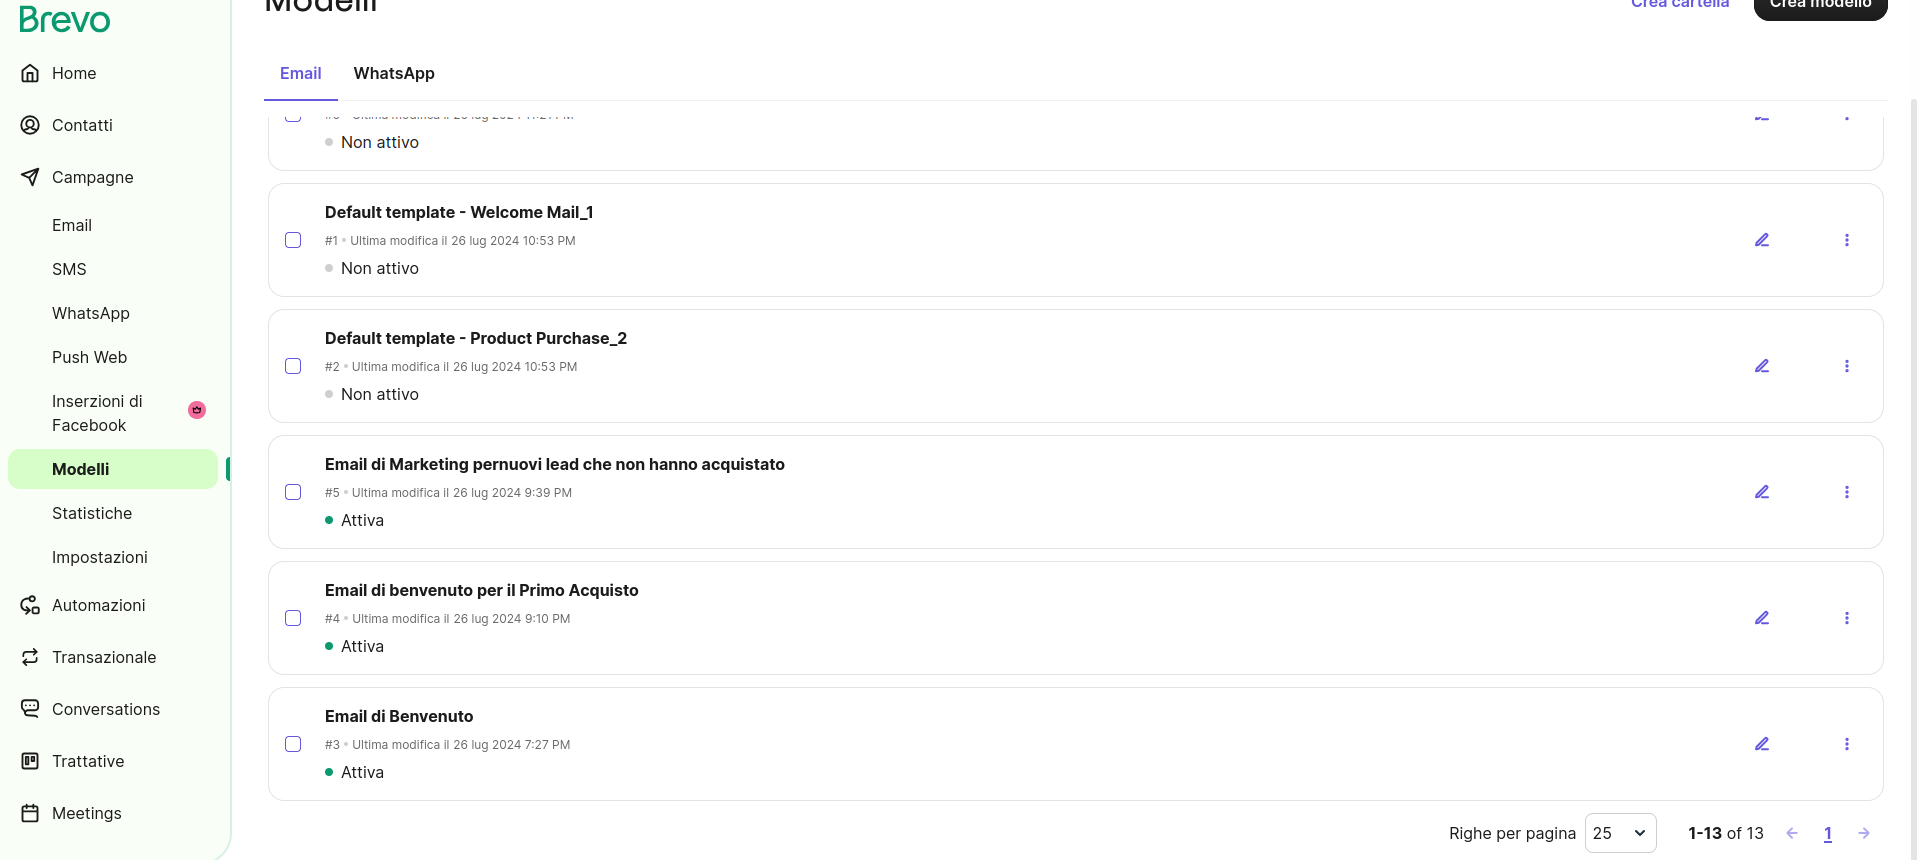 Brevo
Home
Contatti
Campagne
Email
SMS
WhatsApp
Push Web
Inserzioni di
Facebook
Modelli
Statistiche
Impostazioni
Automazioni
Transazionale
Conversations
Trattative
Meetings
Modelli
Crea cartella
Crea modello
Email
WhatsApp
Non attivo
Default template - Welcome Mail_1
#1 • Ultima modifica il 26 lug 2024 10:53 PM
Non attivo
Default template - Product Purchase_2
#2 • Ultima modifica il 26 lug 2024 10:53 PM
Non attivo
Email di Marketing pernuovi lead che non hanno acquistato
#5 • Ultima modifica il 26 lug 2024 9:39 PM
Attiva
Email di benvenuto per il Primo Acquisto
#4 • Ultima modifica il 26 lug 2024 9:10 PM
Attiva
Email di Benvenuto
#3 • Ultima modifica il 26 lug 2024 7:27 PM
Attiva
Righe per pagina 25 1-13 of 13 1